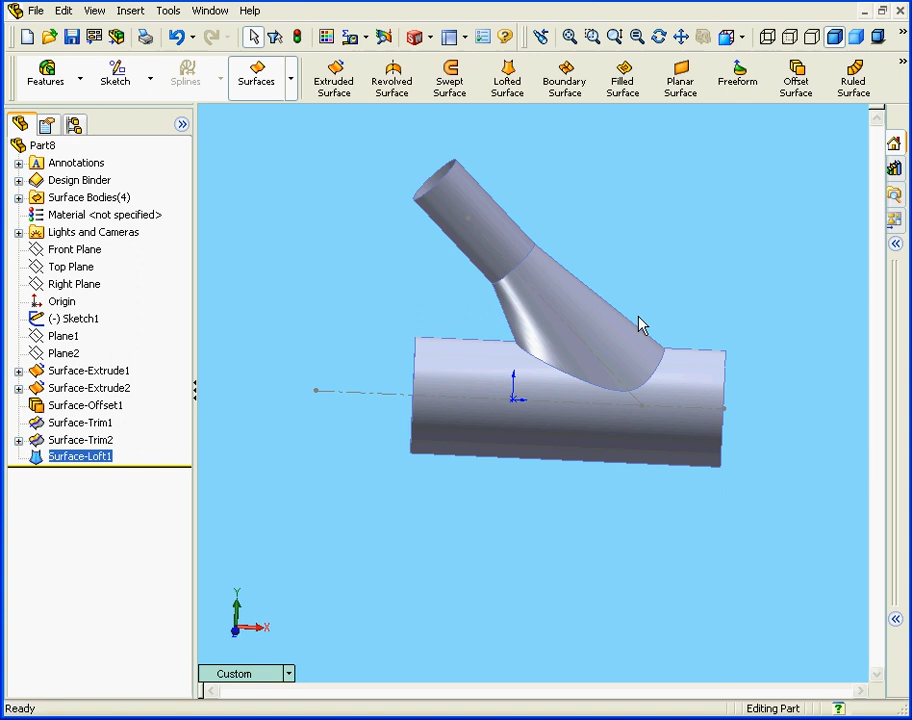 File Edit View Insert Tools Window Help
Features Sketch Splines Surfaces Extruded Surface Revolved Surface Swept Surface Lofted Surface Boundary Surface Filled Surface Planar Surface Freeform Offset Surface Ruled Surface
Part8
Annotations
Design Binder
Surface Bodies(4)
Material <not specified>
Lights and Cameras
Front Plane
Top Plane
Right Plane
Origin
(-) Sketch1
Plane1
Plane2
Surface-Extrude1
Surface-Extrude2
Surface-Offset1
Surface-Trim1
Surface-Trim2
Surface-Loft1
Y
X
Z
Custom
Ready Editing Part